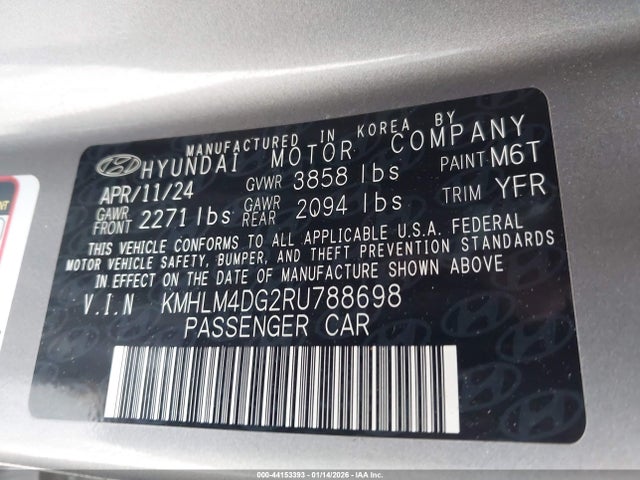 MANUFACTURED IN KOREA BY
HYUNDAI MOTOR COMPANY
APR/11/24 GVWR 3858 lbs PAINT M6T
GAWR FRONT 2271 lbs GAWR REAR 2094 lbs TRIM YFR
THIS VEHICLE CONFORMS TO ALL APPLICABLE U.S.A. FEDERAL
MOTOR VEHICLE SAFETY, BUMPER, AND THEFT PREVENTION STANDARDS
IN EFFECT ON THE DATE OF MANUFACTURE SHOWN ABOVE
V.I.N KMHLM4DG2RU788698
PASSENGER CAR
000-44153393 - 01/14/2026 - IAAI, Inc.